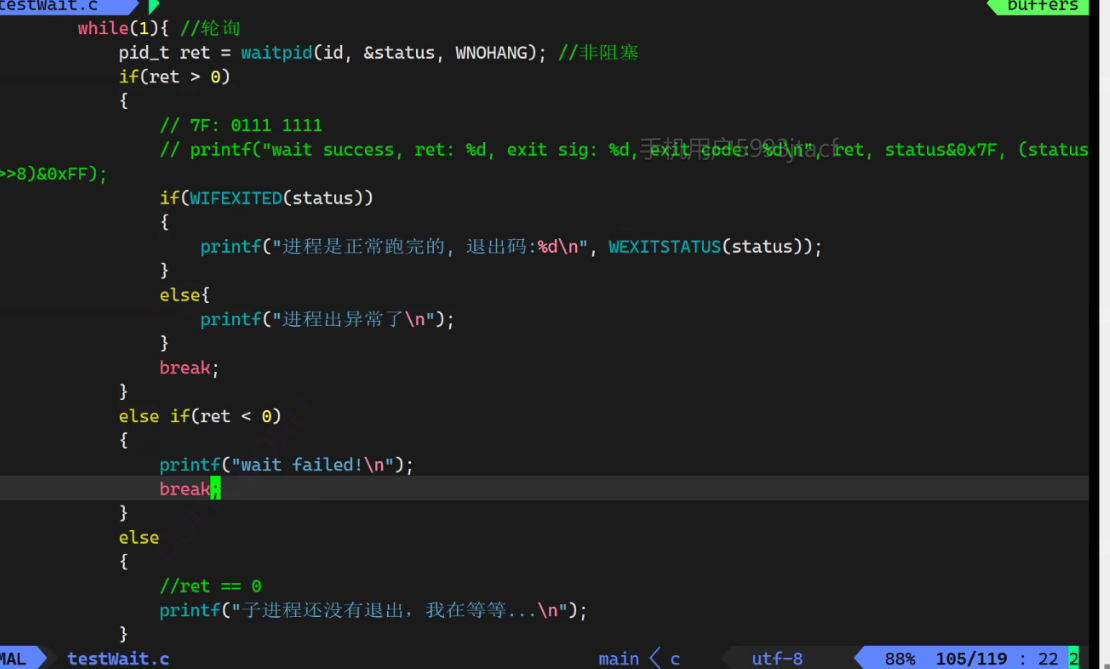 testWait.c
buffers
while(1){ //轮询
pid_t ret = waitpid(id, &status, WNOHANG); //非阻塞
if(ret > 0)
{
// 7F: 0111 1111
// printf("wait success, ret: %d, exit sig: %d, exit code: %d\n", ret, status&0x7F, (status
>>8)&0xFF);
if(WIFEXITED(status))
{
printf("进程是正常跑完的, 退出码:%d\n", WEXITSTATUS(status));
}
else{
printf("进程出异常了\n");
}
break;
}
else if(ret < 0)
{
printf("wait failed!\n");
break;
}
else
{
//ret == 0
printf("子进程还没有退出，我在等等...\n");
}
MAL testWait.c main c utf-8 88% 105/119 : 22 2